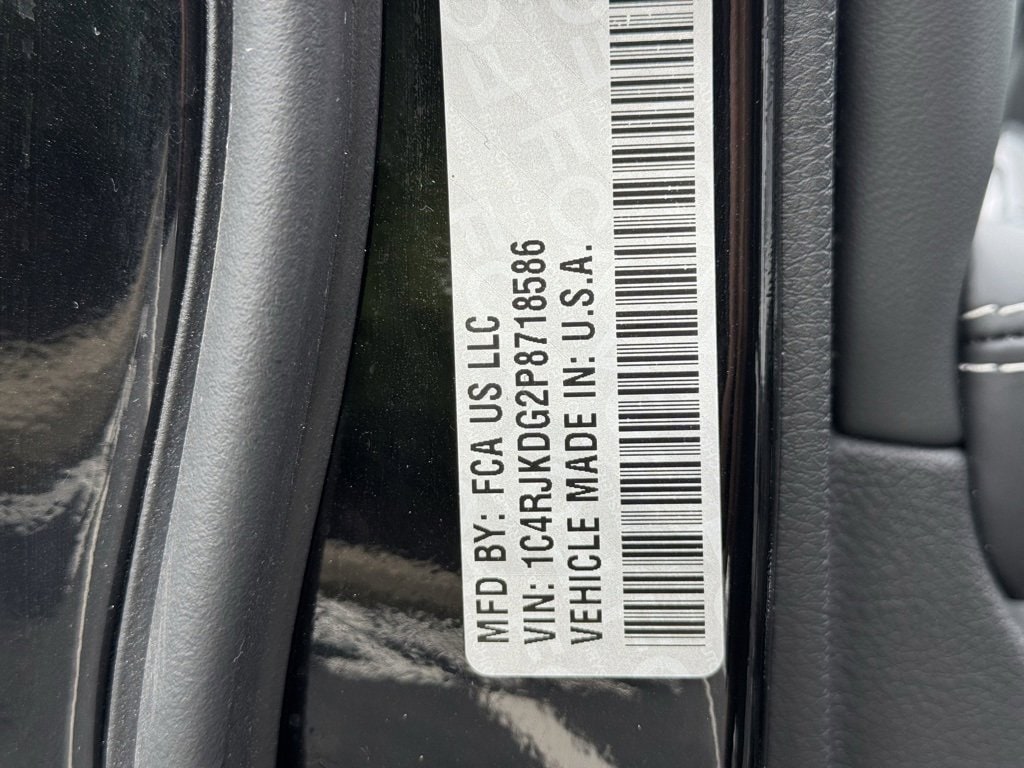 MFD BY: FCA US LLC
VIN: 1C4RJKDG2P8718586
VEHICLE MADE IN: U.S.A.